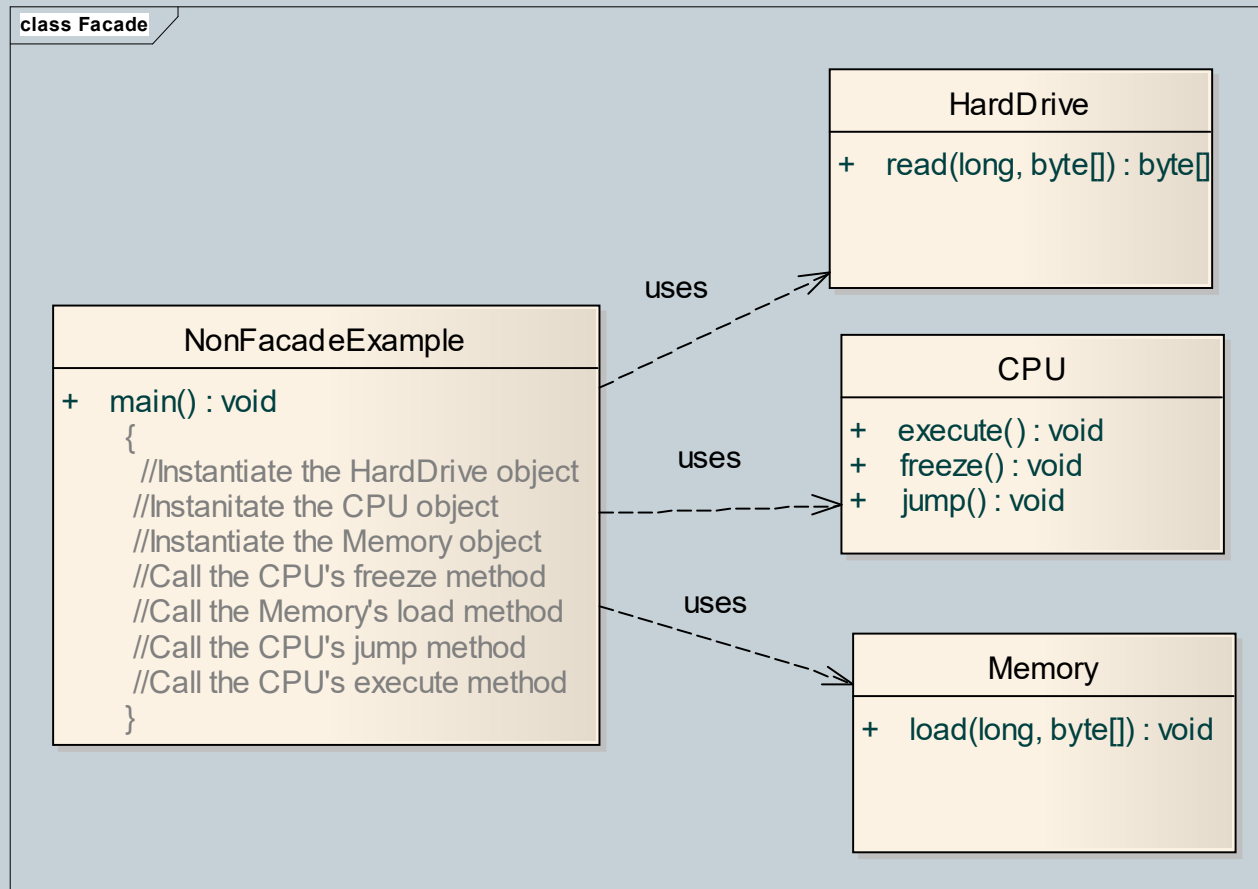 class Facade
HardDrive
+ read(long, byte[]) : byte[]
uses
NonFacadeExample
+ main() : void
{
//Instantiate the HardDrive object
//Instanitate the CPU object
//Instantiate the Memory object
//Call the CPU's freeze method
//Call the Memory's load method
//Call the CPU's jump method
//Call the CPU's execute method
}
uses
CPU
+ execute() : void
+ freeze() : void
+ jump() : void
uses
Memory
+ load(long, byte[]) : void